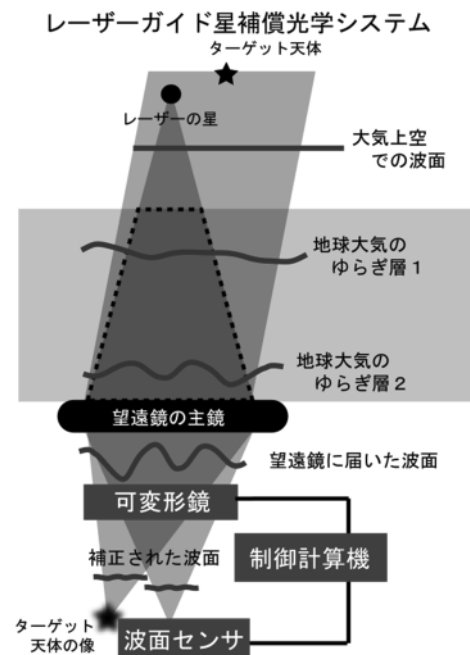 レーザーガイド星補償光学システム
ターゲット天体
レーザーの星
大気上空
での波面
地球大気の
ゆらぎ層1
地球大気の
ゆらぎ層2
望遠鏡の主鏡
望遠鏡に届いた波面
可変形鏡
補正された波面
制御計算機
ターゲット
天体の像
波面センサ